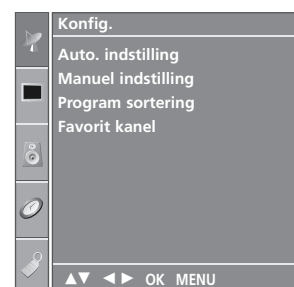 Konfig.
Auto. indstilling
Manuel indstilling
Program sortering
Favorit kanel
▲▼ ◄► OK MENU